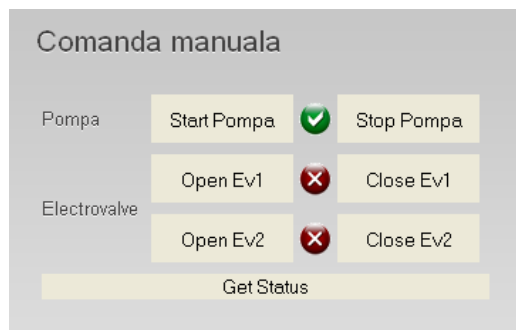 Comanda manuala
Pompa Start Pompa Stop Pompa
Open Ev1 Close Ev1
Electrovalve
Open Ev2 Close Ev2
Get Status